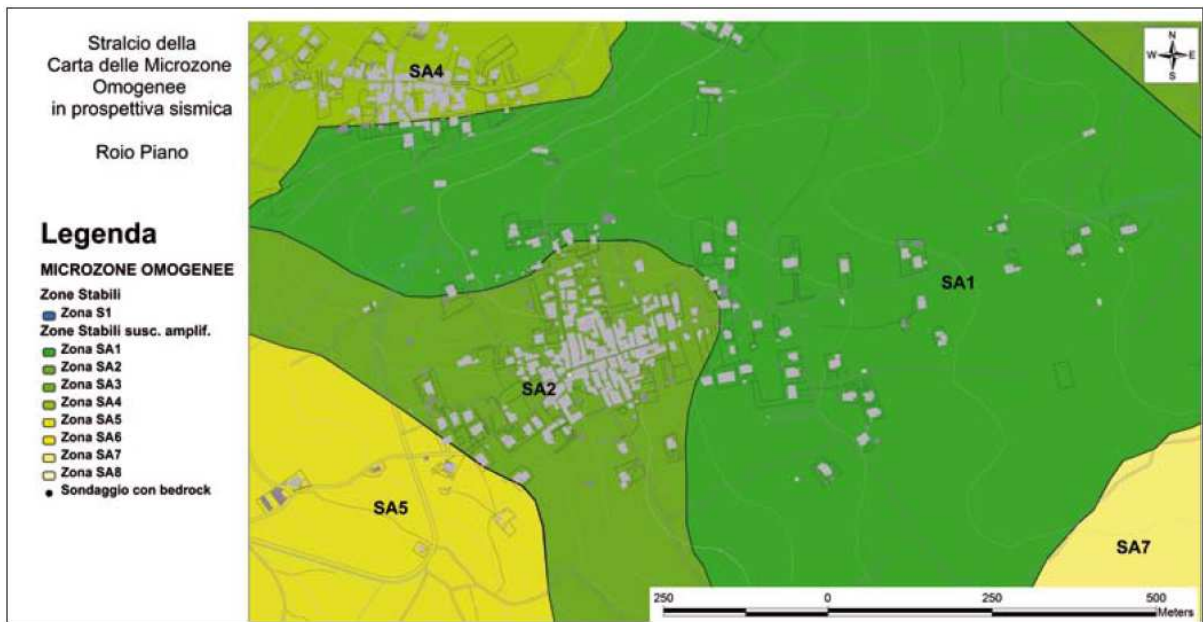 Stralcio della
Carta delle Microzone
Omogenee
in prospettiva sismica
Roio Piano
Legenda
MICROZONE OMOGENEE
Zone Stabili
Zona S1
Zone Stabili susc. amplif.
Zona SA1
Zona SA2
Zona SA3
Zona SA4
Zona SA5
Zona SA6
Zona SA7
Zona SA8
Sondaggio con bedrock
SA4
N
W E
S
SA1
SA2
SA5
SA7
250 0 250 500
Meters